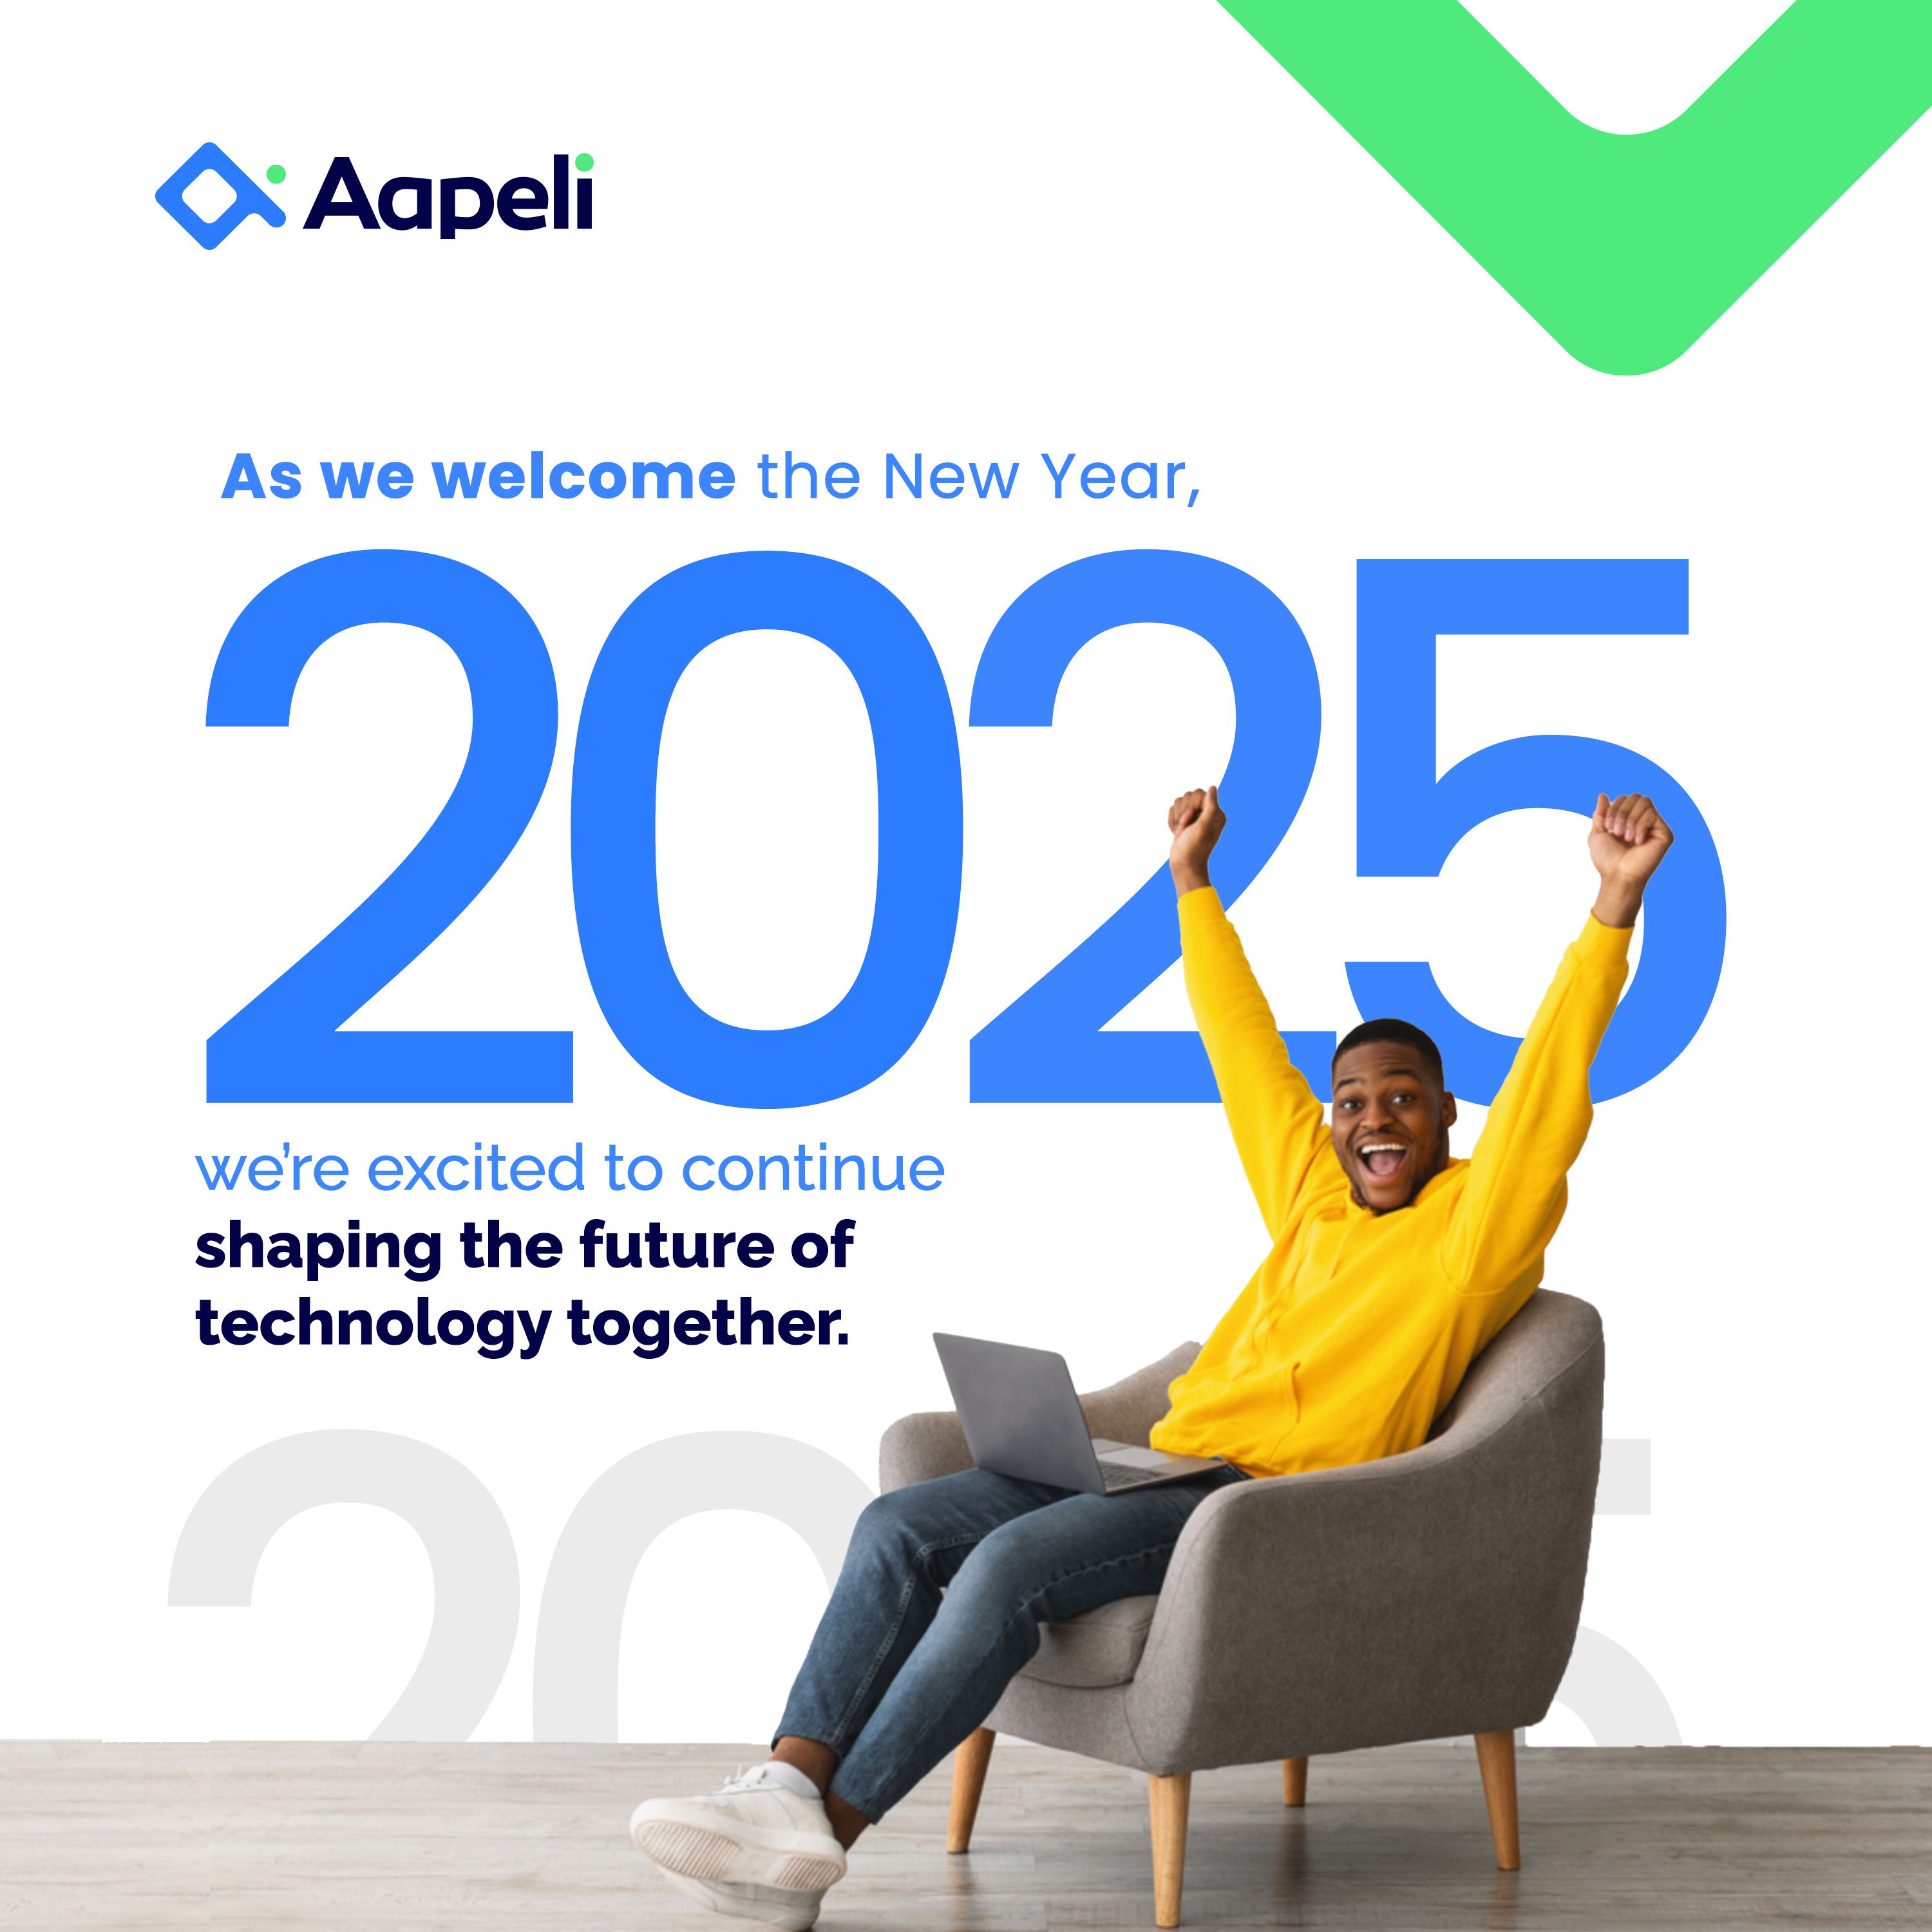 Aapeli
As we welcome the New Year,
2025
we're excited to continue
shaping the future of
technology together.
2025